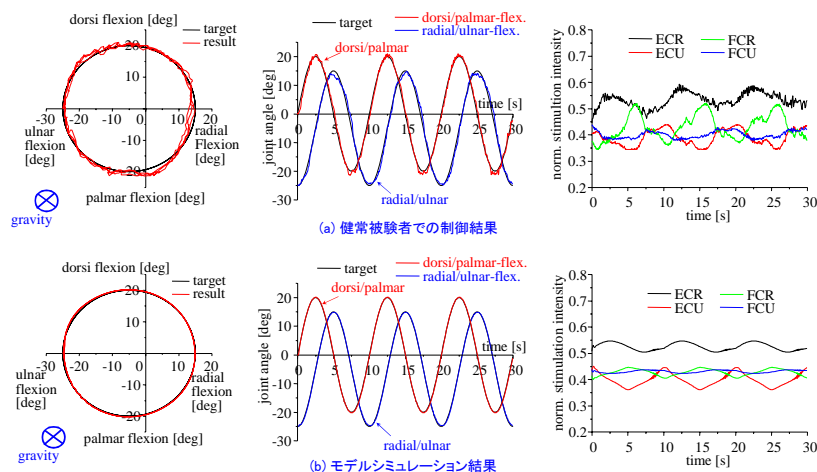 dorsi flexion [deg]
target
result
20
10
-30
-20
-10
0
10
20
-10
-20
ulnar
flexion
[deg]
radial
flexion
[deg]
palmar flexion [deg]
gravity
target
dorsi/palmar-flex.
radial/ulnar-flex.
dorsi/palmar
joint angle [deg]
time [s]
25
20
10
0
-10
-20
-30
0
5
10
15
20
25
30
radial/ulnar
(a) 健常被験者での制御結果
ECR
FCR
ECU
FCU
norm. stimultion intensity
0.8
0.7
0.6
0.5
0.4
0.3
0.2
0
5
10
15
20
25
30
time [s]
dorsi flexion [deg]
target
result
20
10
-30
-20
-10
0
10
20
-10
-20
ulnar
flexion
[deg]
radial
flexion
[deg]
palmar flexion [deg]
gravity
target
dorsi/palmar-flex.
radial/ulnar-flex.
dorsi/palmar
joint angle [deg]
time [s]
25
20
10
0
-10
-20
-30
0
5
10
15
20
25
30
radial/ulnar
(b) モデルシミュレーション結果
ECR
FCR
ECU
FCU
norm. stimulation intensity
0.8
0.7
0.6
0.5
0.4
0.3
0.2
0
5
10
15
20
25
30
time [s]